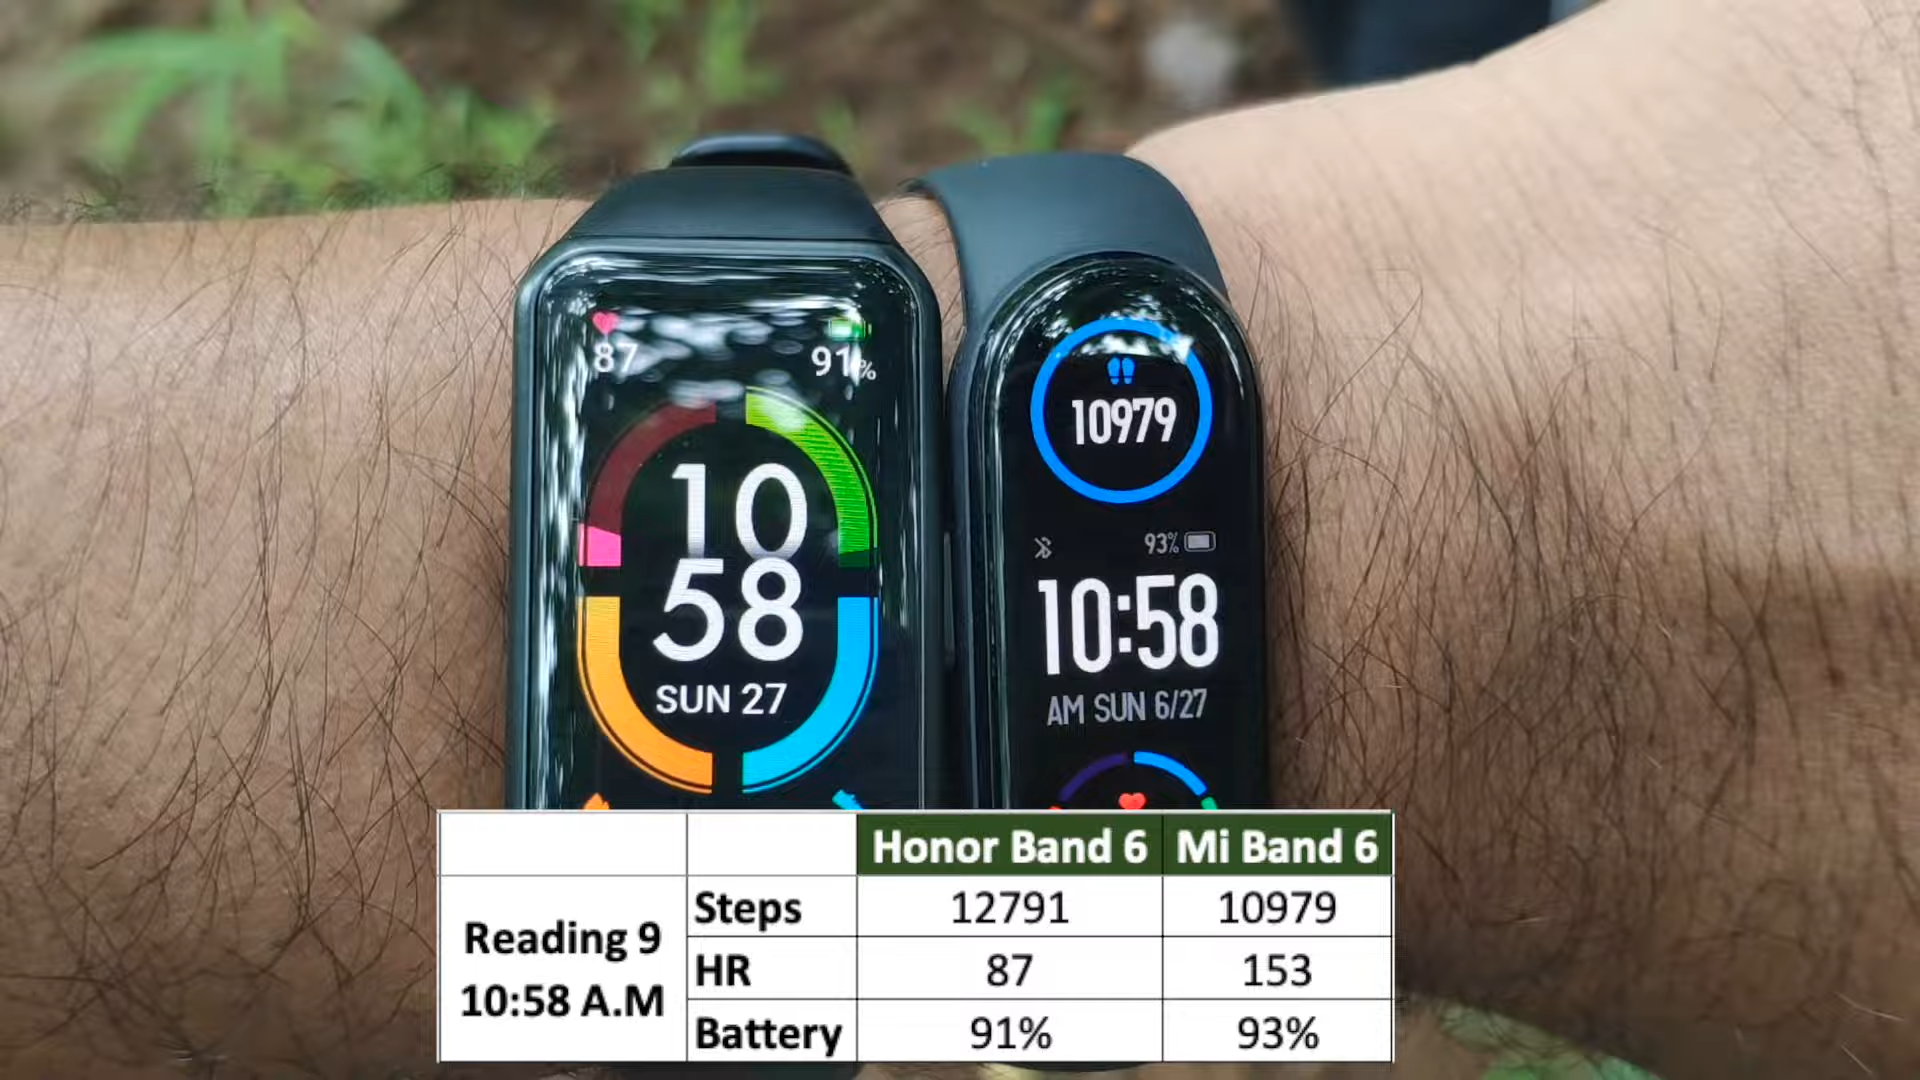 87
91%
10
58
SUN 27
10979
93%
10:58
AM SUN 6/27
Honor Band 6 Mi Band 6
Reading 9
10:58 A.M
Steps 12791 10979
HR 87 153
Battery 91% 93%